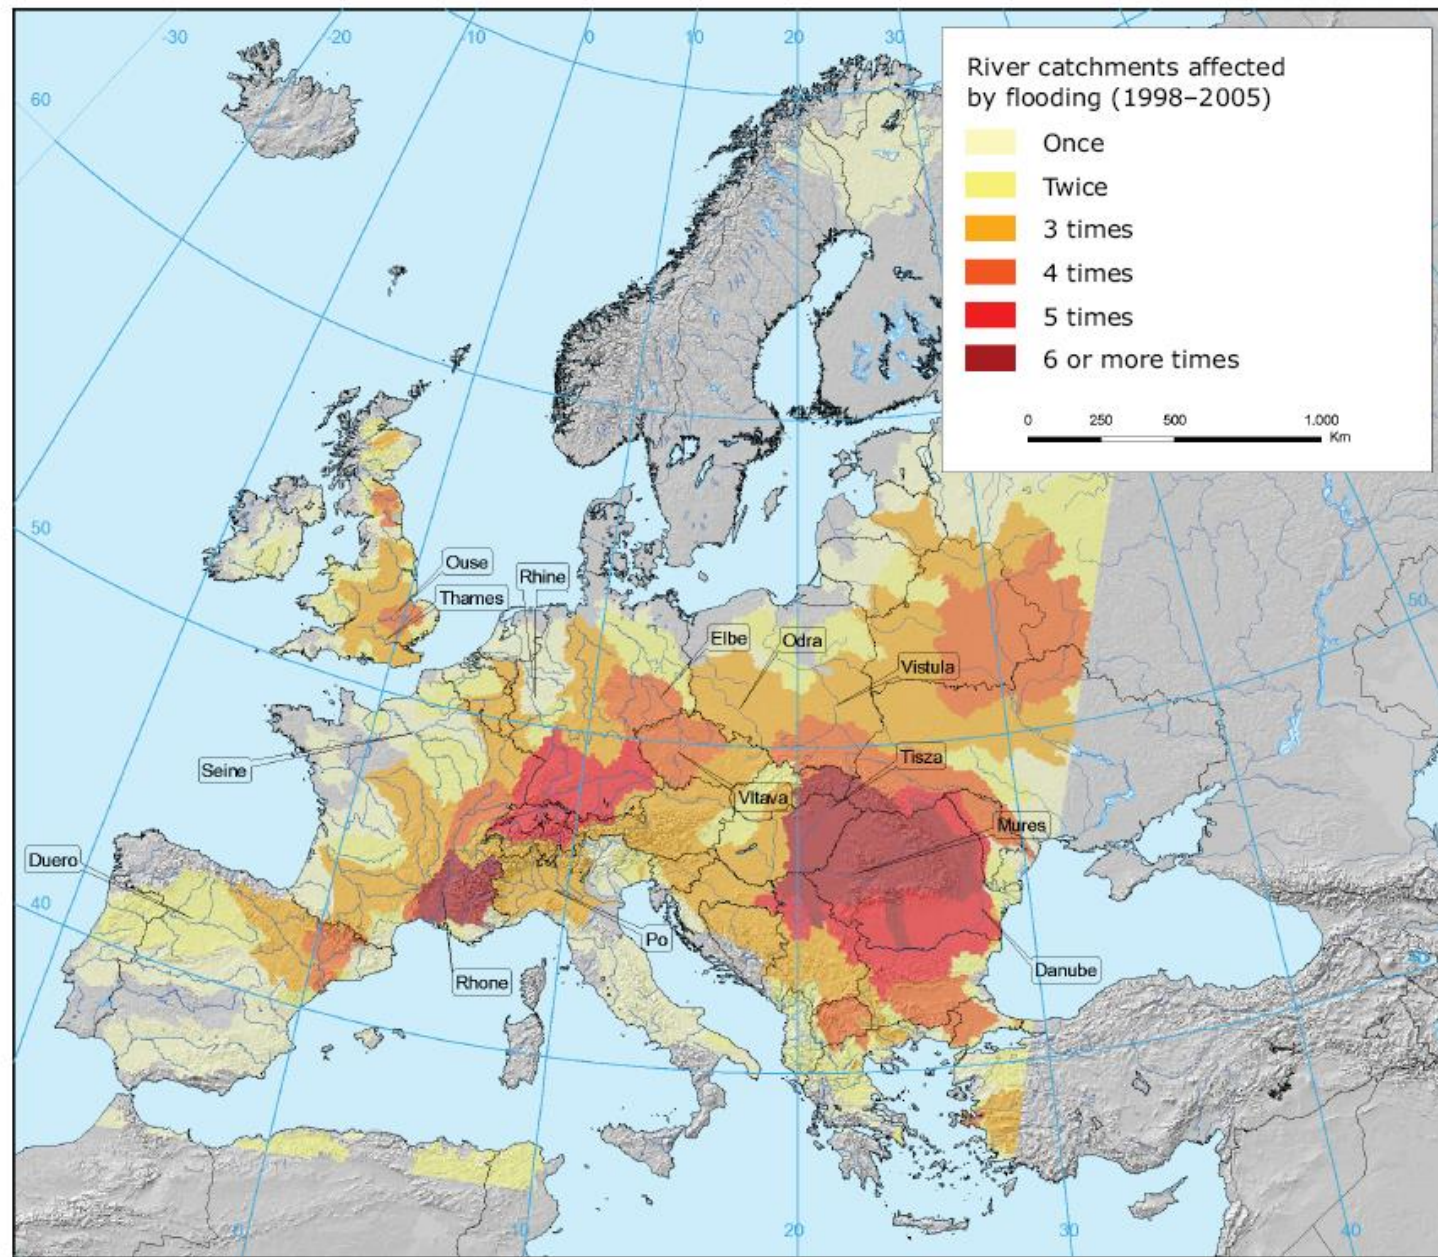 -30
-20
-10
0
10
20
30
60
50
40
River catchments affected
by flooding (1998–2005)
Once
Twice
3 times
4 times
5 times
6 or more times
0 250 500 1.000
Km
Ouse
Rhine
Thames
Elbe
Odra
Vistula
50
Seine
Tisza
Vltava
Mures
Duero
Po
Rhone
Danube
0
10
20
30
40